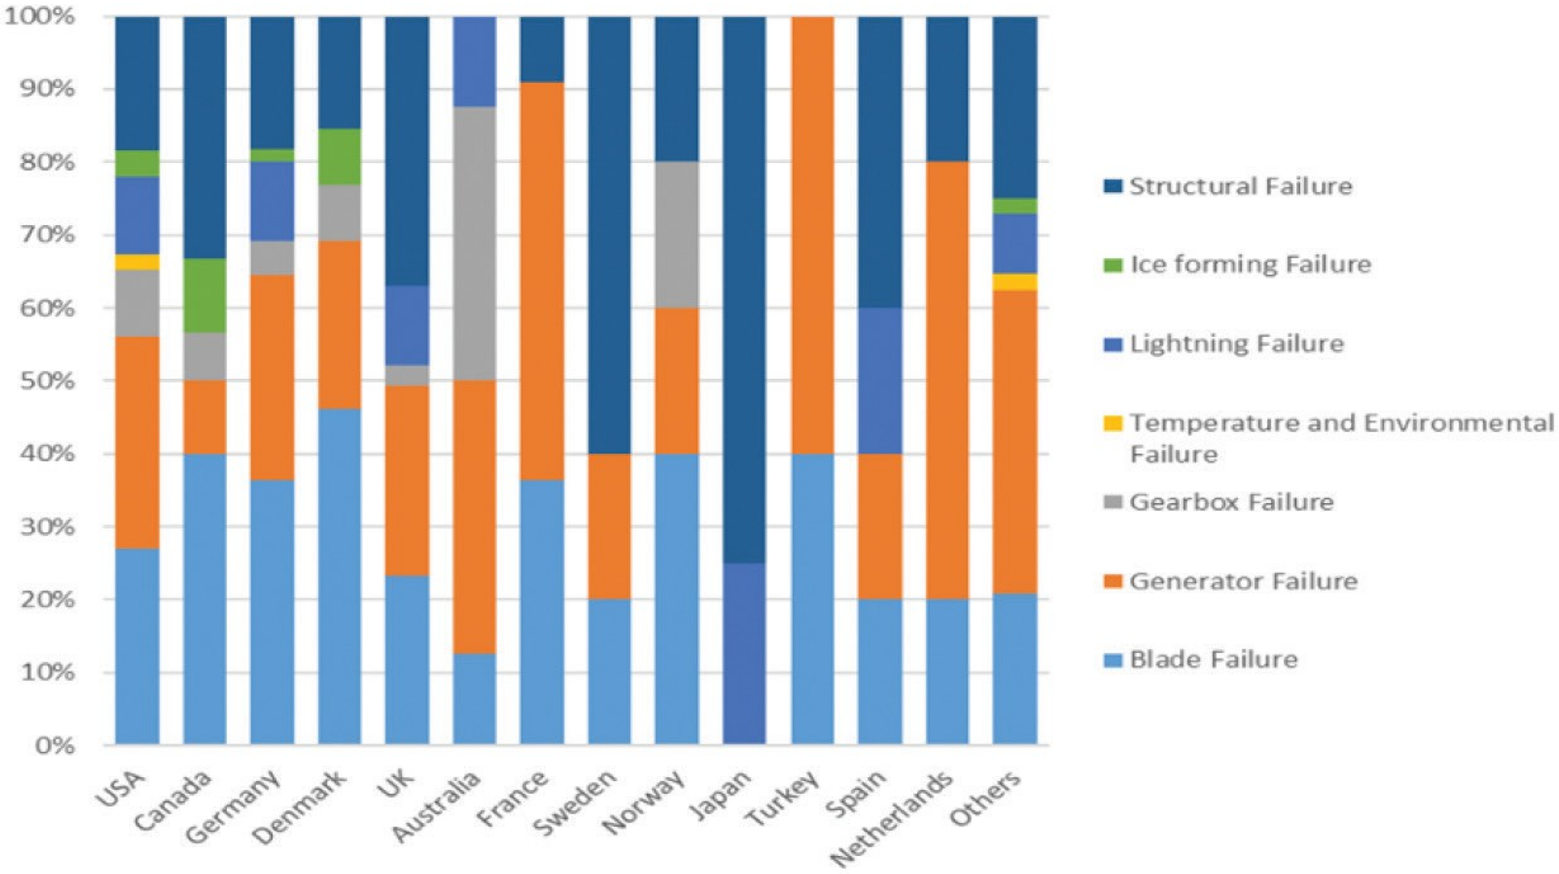 100%
90%
80%
70%
60%
50%
40%
30%
20%
10%
0%
USA
Canada
Germany
Denmark
UK
Australia
France
Sweden
Norway
Japan
Turkey
Spain
Netherlands
Others
Structural Failure
Ice forming Failure
Lightning Failure
Temperature and Environmental
Failure
Gearbox Failure
Generator Failure
Blade Failure